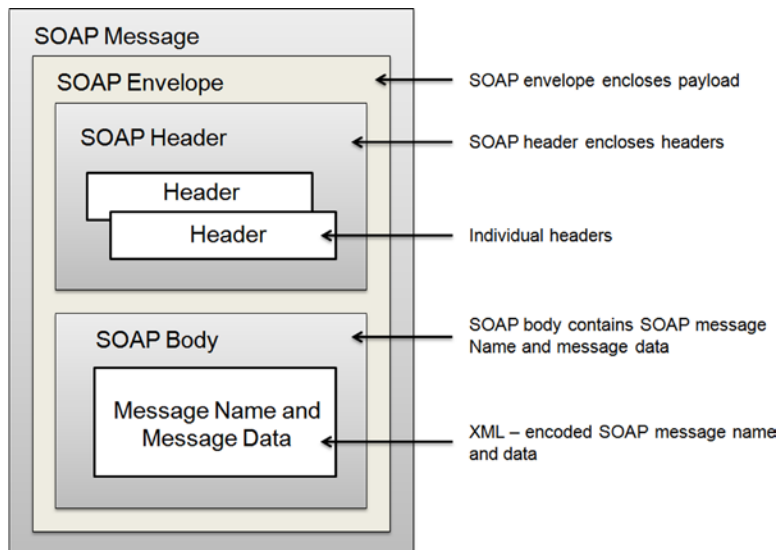 SOAP Message
SOAP Envelope
SOAP envelope encloses payload
SOAP Header
SOAP header encloses headers
Header
Header
Individual headers
SOAP Body
SOAP body contains SOAP message
Name and message data
Message Name and
Message Data
XML – encoded SOAP message name
and data